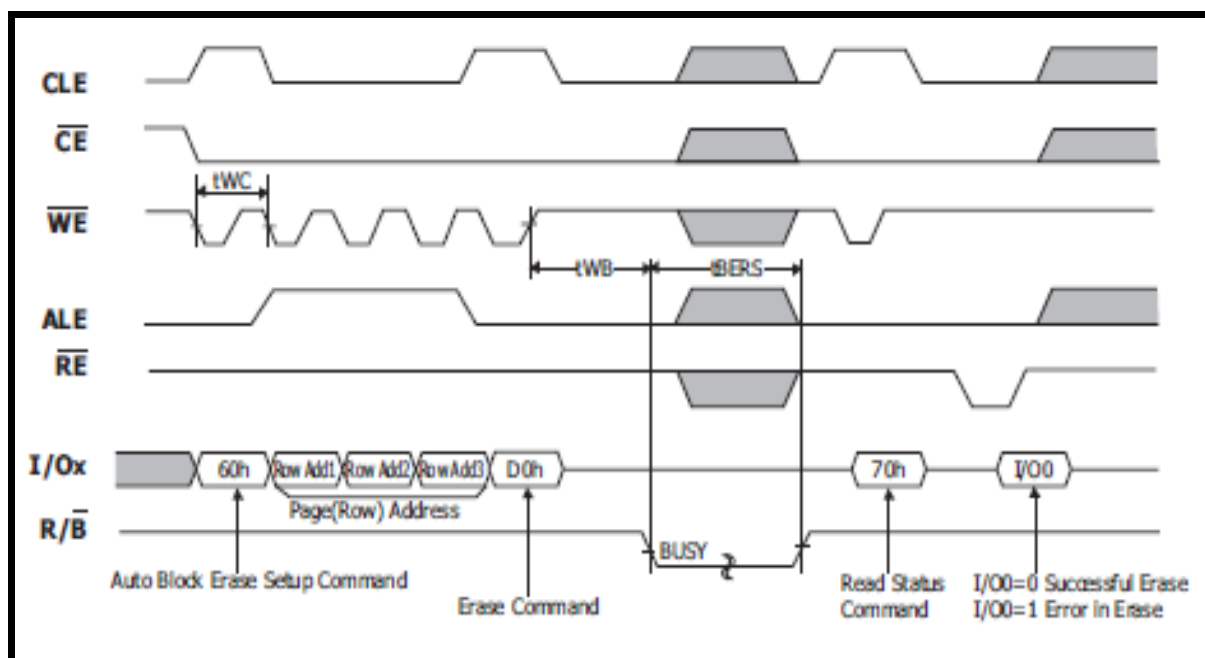 CLE
CE
tWC
WE
tWB
tBERS
ALE
RE
I/Ox
60h
Row Add1
Row Add2
Row Add3
D0h
70h
I/O0
Page(Row) Address
R/B
BUSY
Auto Block Erase Setup Command
Erase Command
Read Status
Command
I/O0=0 Successful Erase
I/O0=1 Error in Erase